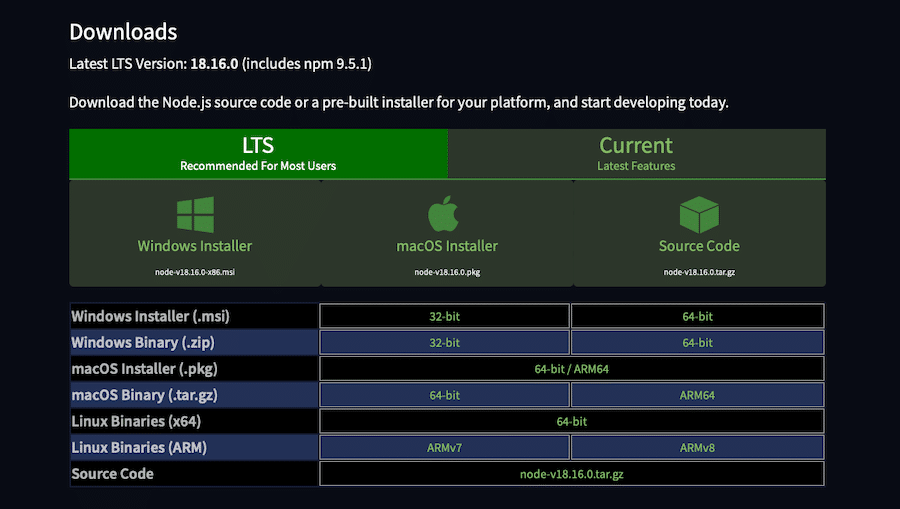 Downloads
Latest LTS Version: 18.16.0 (includes npm 9.5.1)
Download the Node.js source code or a pre-built installer for your platform, and start developing today.
LTS Current
Recommended For Most Users Latest Features
Windows Installer macOS Installer Source Code
node-v18.16.0-x86.msi node-v18.16.0.pkg node-v18.16.0.tar.gz
Windows Installer (.msi) 32-bit 64-bit
Windows Binary (.zip) 32-bit 64-bit
macOS Installer (.pkg) 64-bit / ARM64
macOS Binary (.tar.gz) 64-bit ARM64
Linux Binaries (x64) 64-bit
Linux Binaries (ARM) ARMv7 ARMv8
Source Code node-v18.16.0.tar.gz